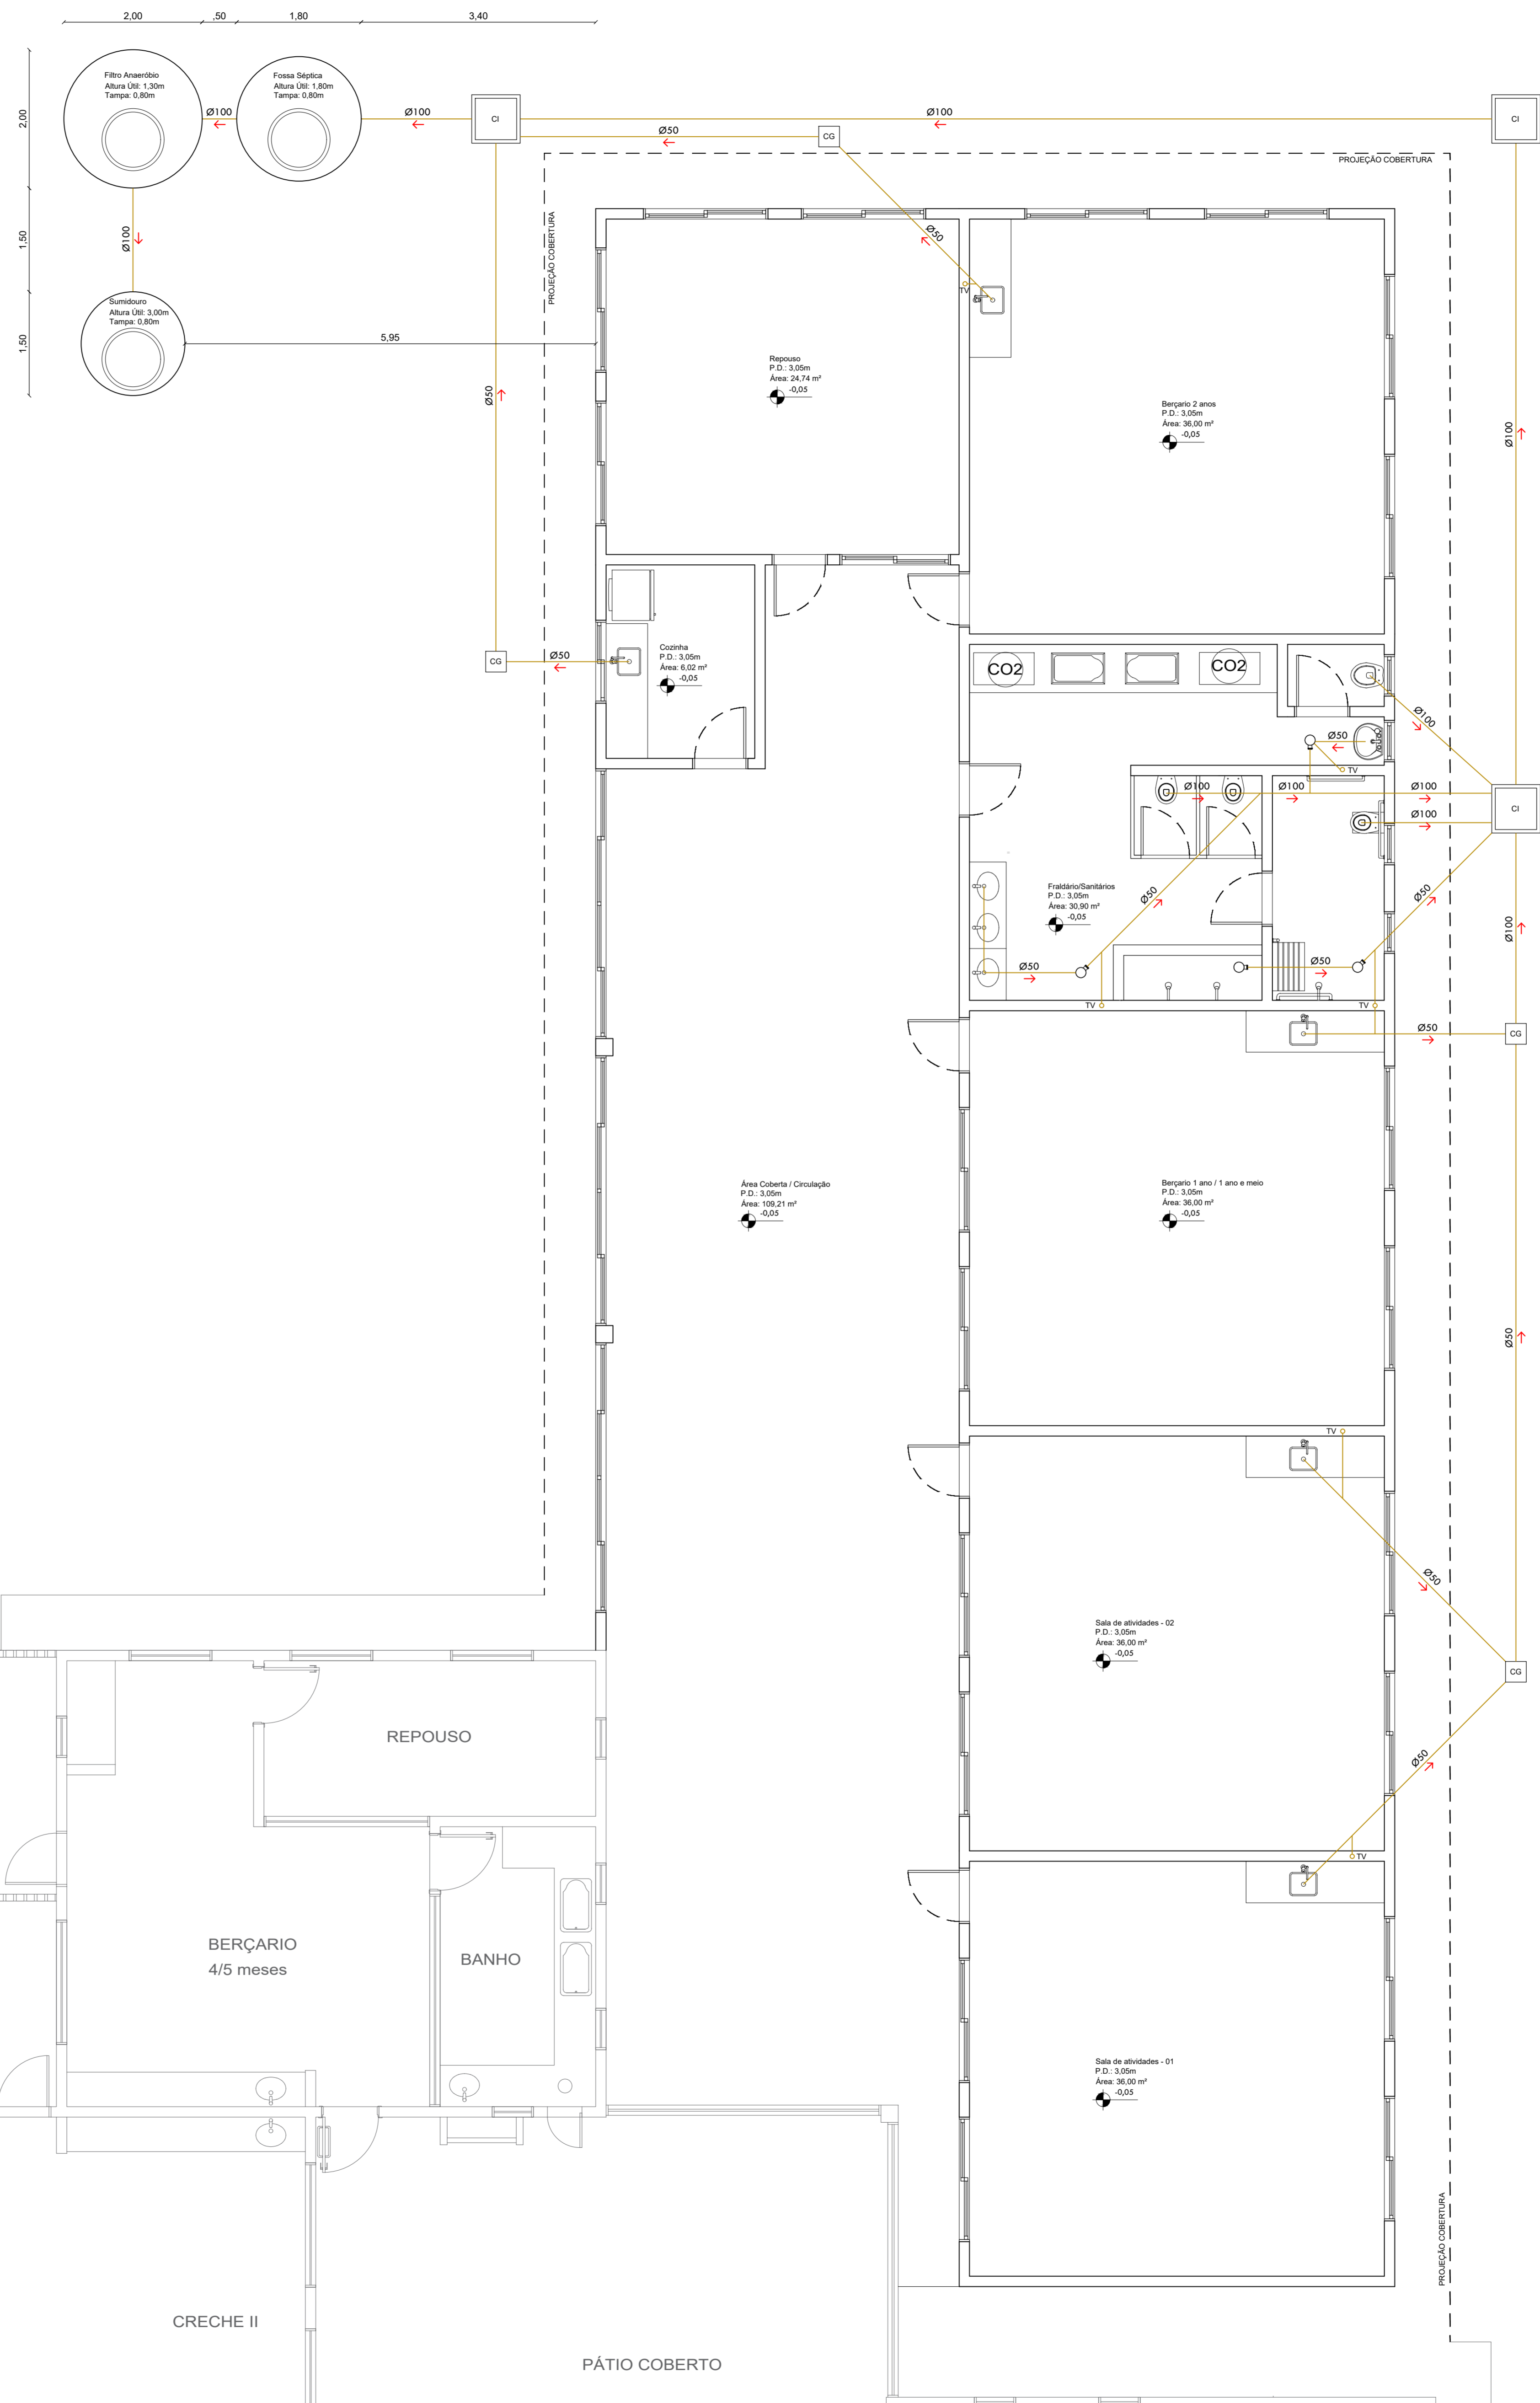 2,00
,50
1,80
3,40
Filtro Anaeróbio
Altura Útil: 1,30m
Tampa: 0,80m
Fossa Séptica
Altura Útil: 1,80m
Tampa: 0,80m
2,00
Ø100
Ø100
CI
Ø100
CI
Ø50
CG
PROJEÇÃO COBERTURA
PROJEÇÃO COBERTURA
1,50
Ø100
Ø50
TV
Sumidouro
Altura Útil: 3,00m
Tampa: 0,80m
1,50
5,95
Ø50
Repouso
P.D.: 3,05m
Área: 24,74 m²
-0,05
Berçario 2 anos
P.D.: 3,05m
Área: 36,00 m²
-0,05
Ø100
CG
Ø50
Cozinha
P.D.: 3,05m
Área: 6,02 m²
-0,05
CO2
CO2
Ø100
Ø50
TV
Ø100
Ø100
Ø100
Ø100
CI
Fraldário/Sanitários
P.D.: 3,05m
Área: 30,90 m²
-0,05
Ø50
Ø50
Ø100
Ø50
Ø50
TV
TV
Ø50
CG
Área Coberta / Circulação
P.D.: 3,05m
Área: 109,21 m²
-0,05
Berçario 1 ano / 1 ano e meio
P.D.: 3,05m
Área: 36,00 m²
-0,05
Ø50
TV
Ø50
Sala de atividades - 02
P.D.: 3,05m
Área: 36,00 m²
-0,05
CG
REPOUSO
Ø50
TV
BERÇARIO
4/5 meses
BANHO
Sala de atividades - 01
P.D.: 3,05m
Área: 36,00 m²
-0,05
PROJEÇÃO COBERTURA
CRECHE II
PÁTIO COBERTO